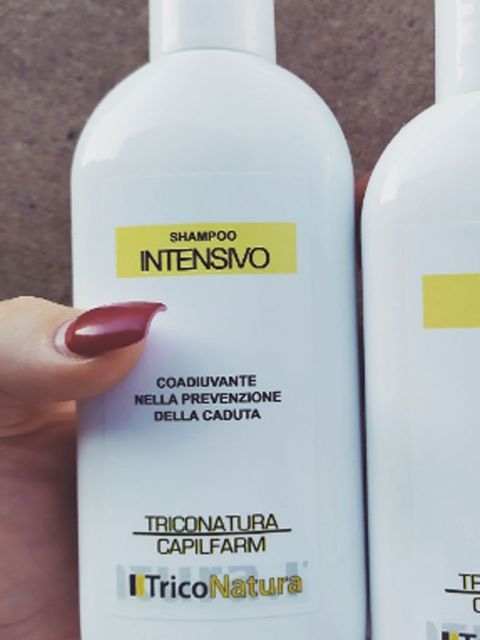 SHAMPOO
INTENSIVO
COADIUVANTE
NELLA PREVENZIONE
DELLA CADUTA
TRICONATURA
CAPILFARM
TricoNatura